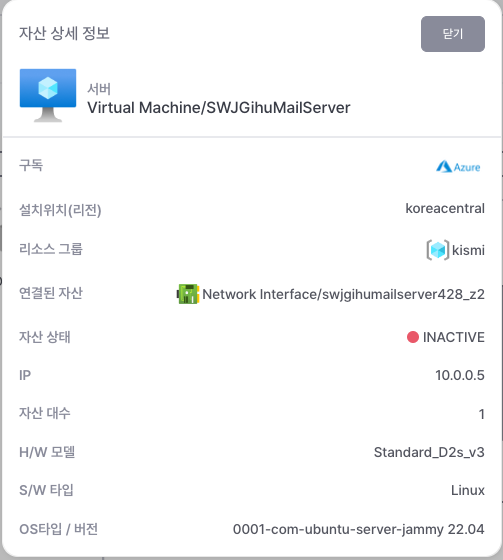 자산 상세 정보
닫기
서버
Virtual Machine/SWJGihuMailServer
구독
Azure
설치위치(리전)
koreacentral
리소스 그룹
kismi
연결된 자산
Network Interface/swjgihumailserver428_z2
자산 상태
INACTIVE
IP
10.0.0.5
자산 대수
1
H/W 모델
Standard_D2s_v3
S/W 타입
Linux
OS타입 / 버전
0001-com-ubuntu-server-jammy 22.04